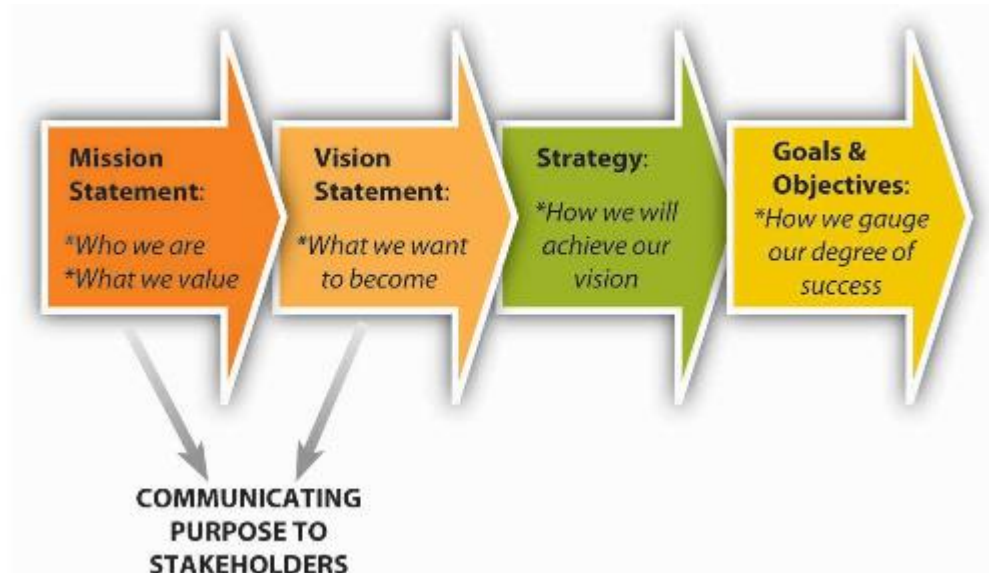 Mission
Statement:
*Who we are
*What we value
Vision
Statement:
*What we want
to become
Strategy:
*How we will
achieve our
vision
Goals &
Objectives:
*How we gauge
our degree of
success
COMMUNICATING
PURPOSE TO
STAKEHOLDERS